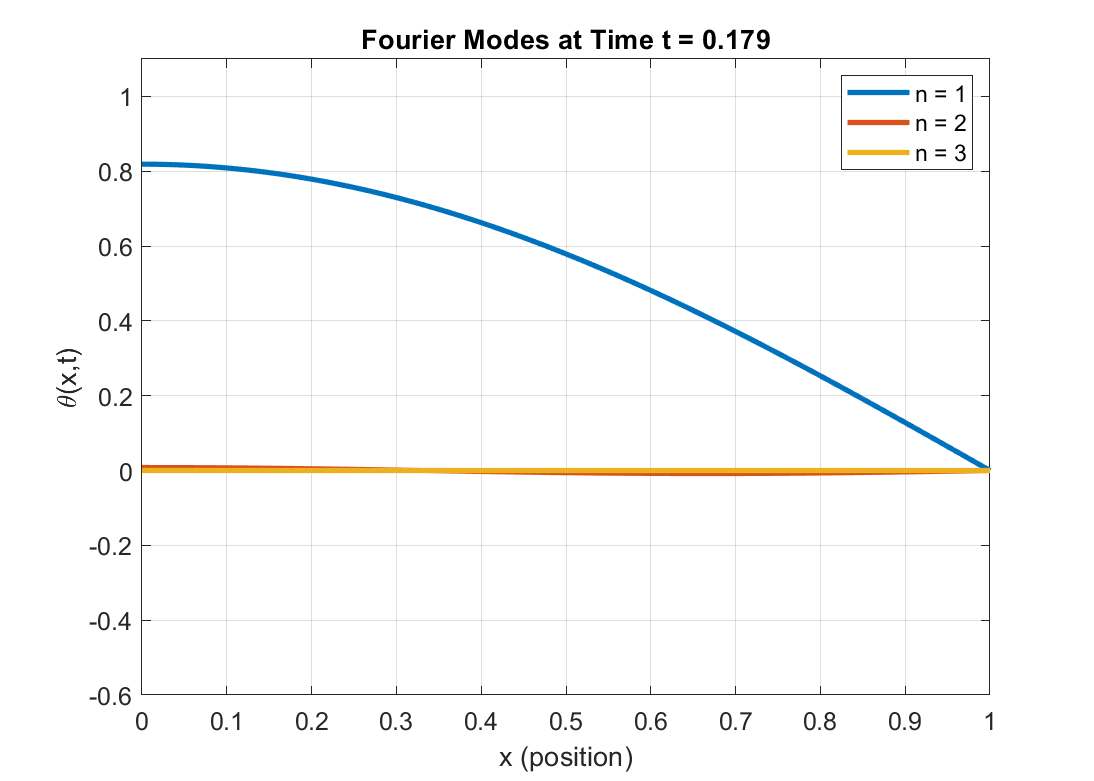 Fourier Modes at Time t = 0.179
n = 1
n = 2
n = 3
1
0.8
0.6
0.4
0.2
0
-0.2
-0.4
-0.6
θ(x,t)
0 0.1 0.2 0.3 0.4 0.5 0.6 0.7 0.8 0.9 1
x (position)